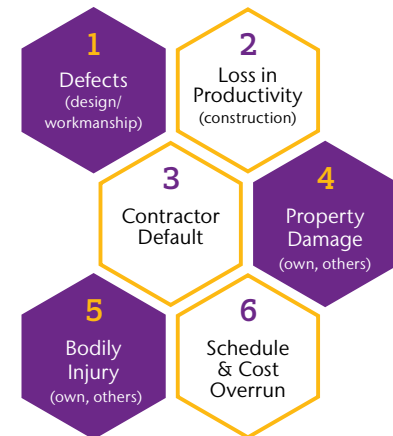 1
Defects
(design/
workmanship)
2
Loss in
Productivity
(construction)
3
Contractor
Default
4
Property
Damage
(own, others)
5
Bodily
Injury
(own, others)
6
Schedule
& Cost
Overrun